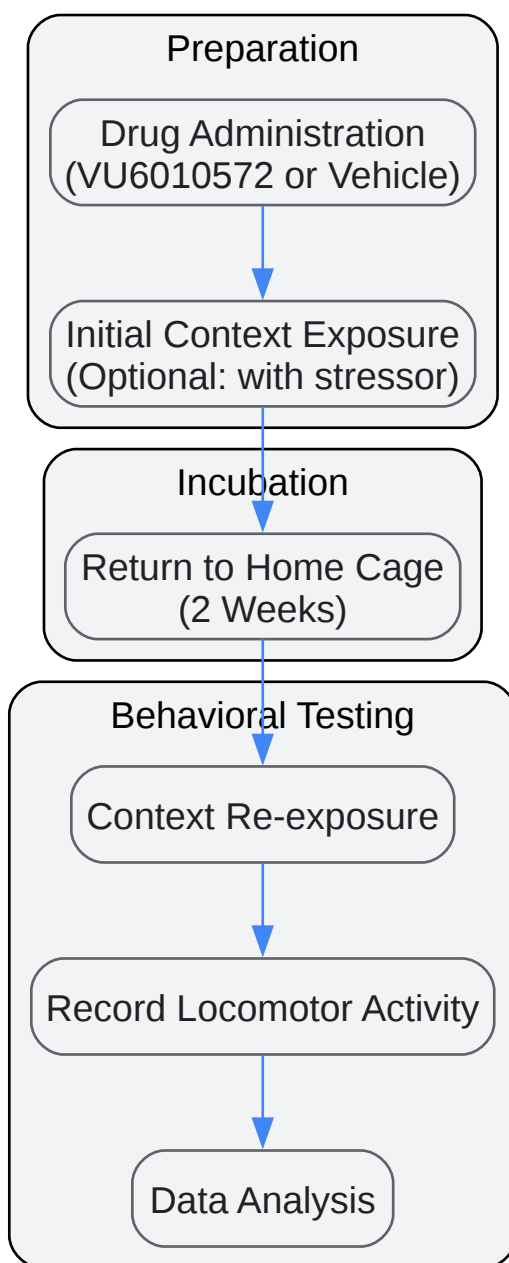 Preparation
Drug Administration
(VU6010572 or Vehicle)
Initial Context Exposure
(Optional: with stressor)
Incubation
Return to Home Cage
(2 Weeks)
Behavioral Testing
Context Re-exposure
Record Locomotor Activity
Data Analysis